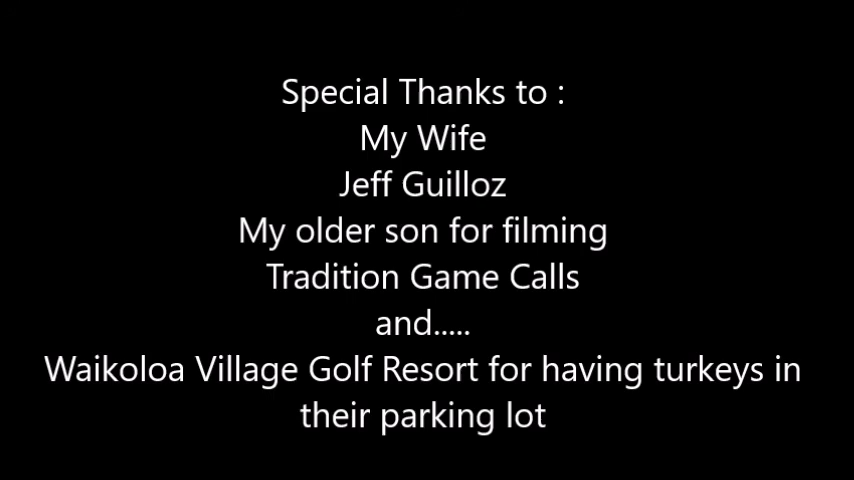 Special Thanks to :
My Wife
Jeff Guilloz
My older son for filming
Tradition Game Calls
and.....
Waikoloa Village Golf Resort for having turkeys in
their parking lot